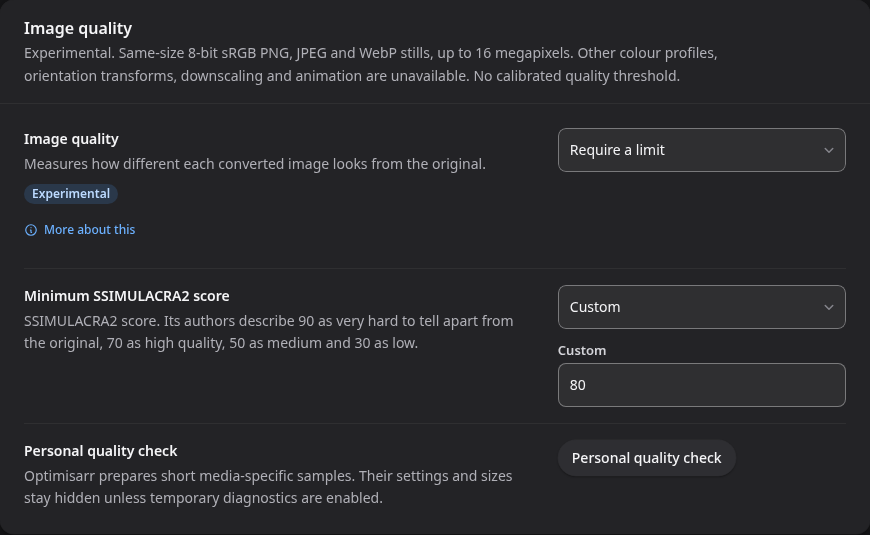 Image quality
Experimental. Same-size 8-bit sRGB PNG, JPEG and WebP stills, up to 16 megapixels. Other colour profiles,
orientation transforms, downscaling and animation are unavailable. No calibrated quality threshold.
Image quality
Measures how different each converted image looks from the original.
Experimental
More about this
Require a limit
Minimum SSIMULACRA2 score
SSIMULACRA2 score. Its authors describe 90 as very hard to tell apart from
the original, 70 as high quality, 50 as medium and 30 as low.
Custom
Custom
80
Personal quality check
Optimisarr prepares short media-specific samples. Their settings and sizes
stay hidden unless temporary diagnostics are enabled.
Personal quality check